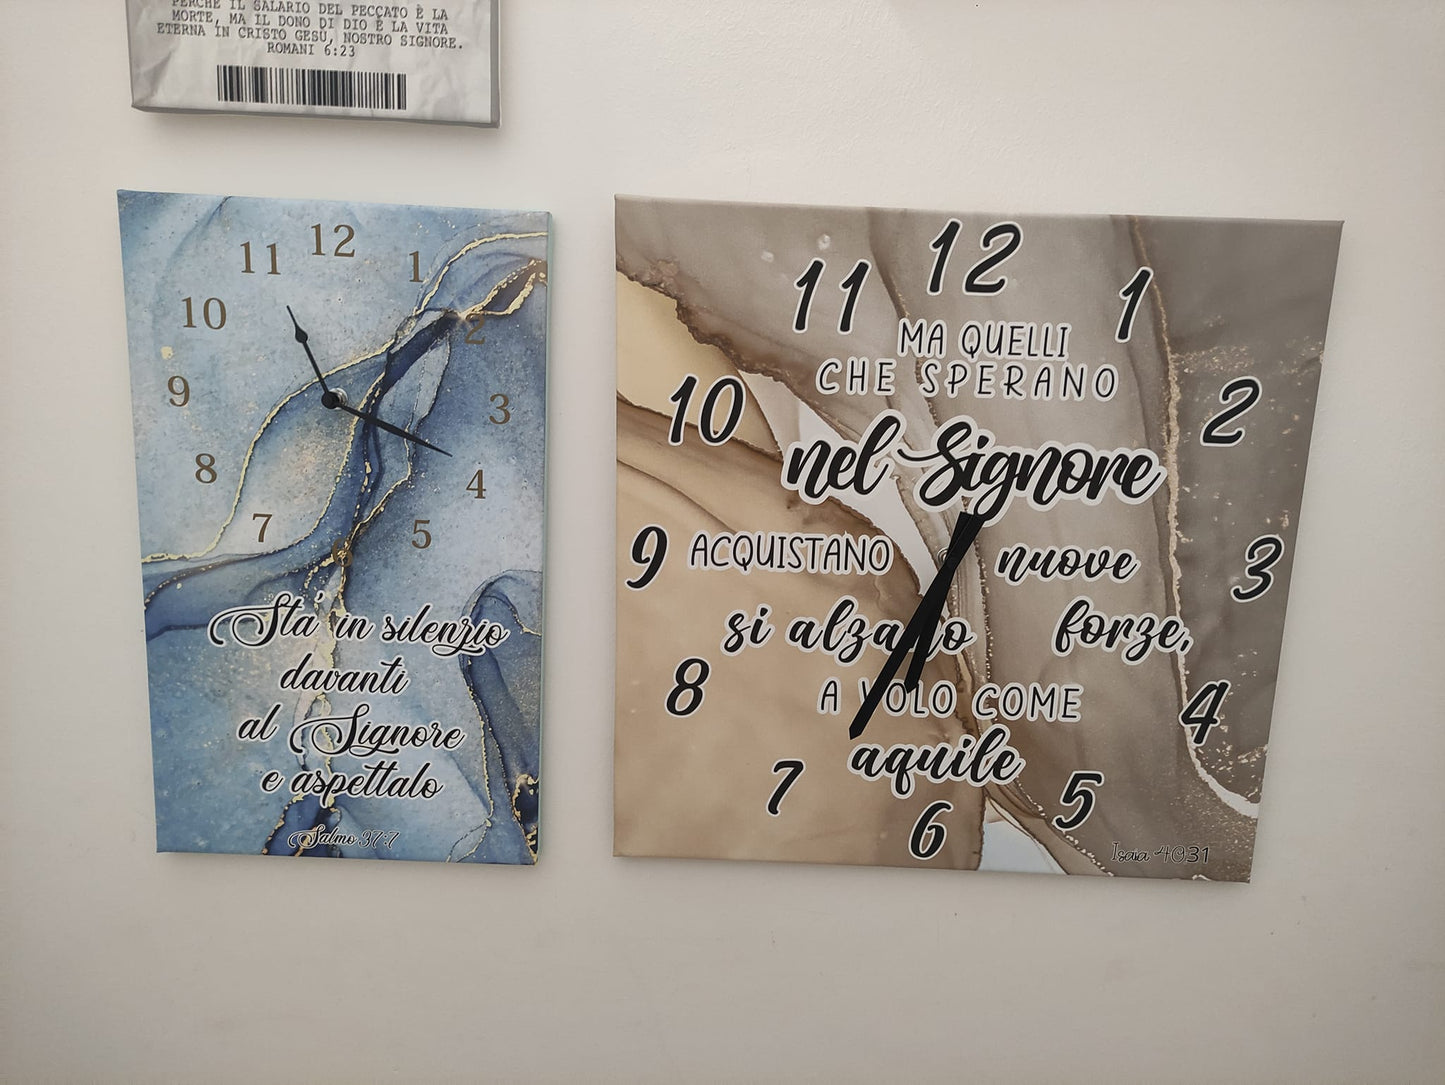 PERCHÉ IL SALARIO DEL PECCATO È LA
MORTE, MA IL DONO DI DIO È LA VITA
ETERNA IN CRISTO GESÙ, NOSTRO SIGNORE.
ROMANI 6:23
12
11
1
10
2
9
3
8
4
7
5
6
Sta' in silenzio
davanti
al Signore
e aspettalo
Salmo 37:7
12
11
1
MA QUELLI
CHE SPERANO
10
2
nel Signore
9
ACQUISTANO nuove
3
si alzano forze,
8
A VOLO COME
4
aquile
7
5
6
Isaia 40:31